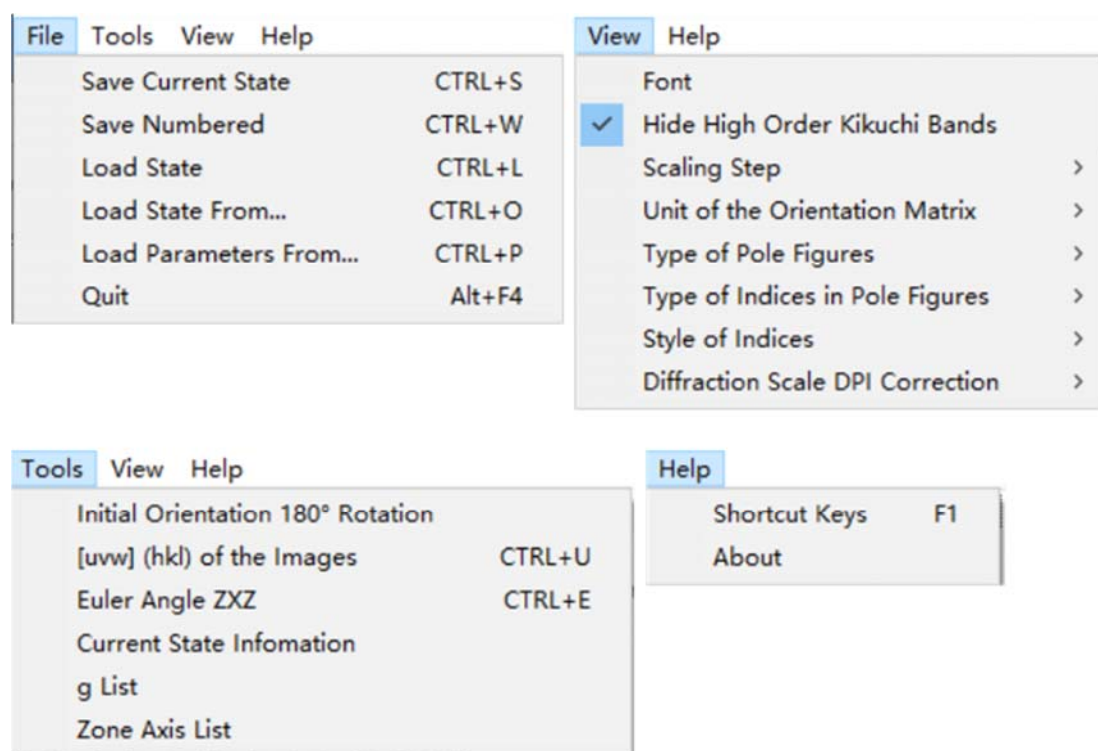 File Tools View Help
Save Current State CTRL+S
Save Numbered CTRL+W
Load State CTRL+L
Load State From... CTRL+O
Load Parameters From... CTRL+P
Quit Alt+F4
View Help
Font
Hide High Order Kikuchi Bands
Scaling Step >
Unit of the Orientation Matrix >
Type of Pole Figures >
Type of Indices in Pole Figures >
Style of Indices >
Diffraction Scale DPI Correction >
Tools View Help
Initial Orientation 180° Rotation
[uvw] (hkl) of the Images CTRL+U
Euler Angle ZXZ CTRL+E
Current State Infomation
g List
Zone Axis List
Help
Shortcut Keys F1
About